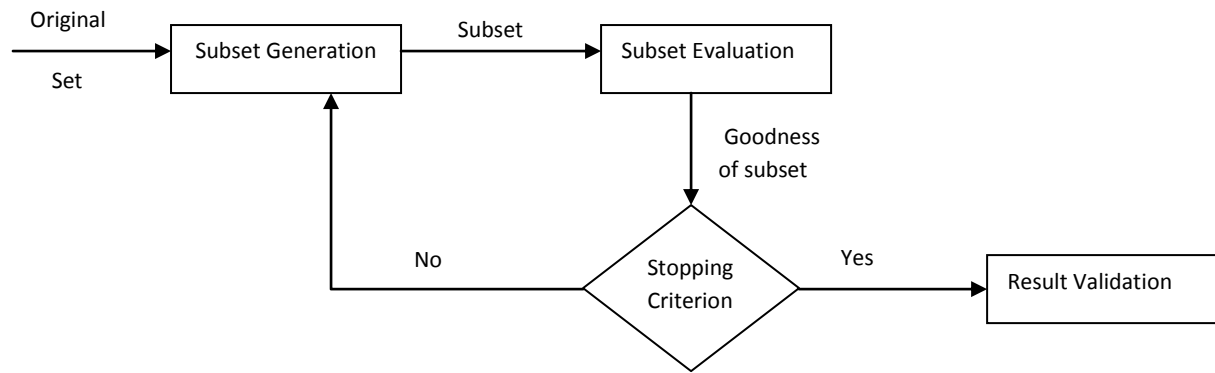 Original
Set
Subset Generation
Subset
Subset Evaluation
Goodness
of subset
No
Stopping
Criterion
Yes
Result Validation